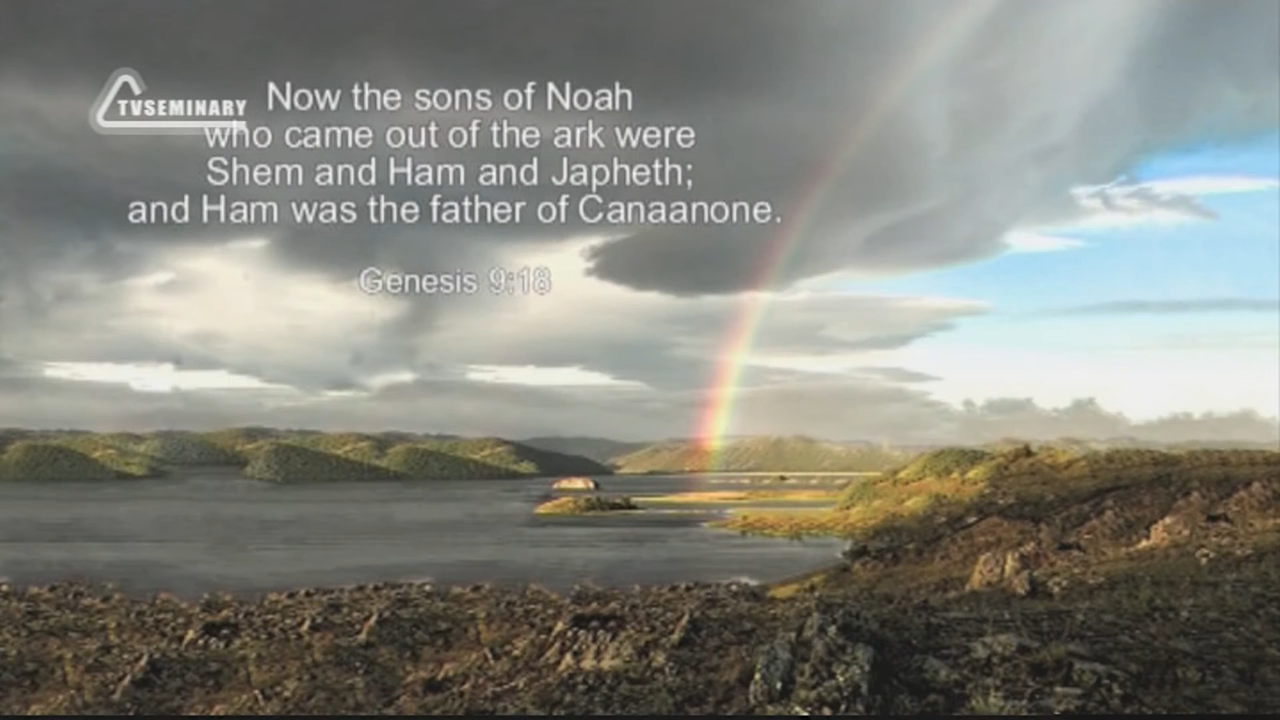 TVSEMINARY
Now the sons of Noah
who came out of the ark were
Shem and Ham and Japheth;
and Ham was the father of Canaanone.
Genesis 9:18